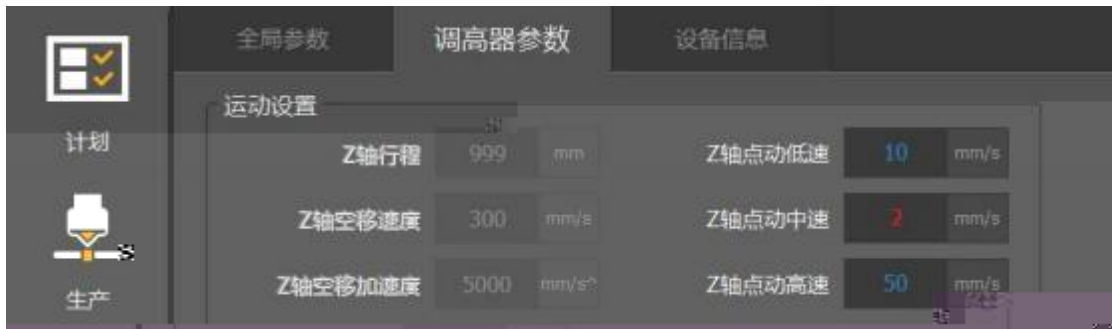 全局参数 调高器参数 设备信息
运动设置
计划
Z轴行程 999 mm Z轴点动低速 10 mm/s
Z轴空移速度 300 mm/s Z轴点动中速 2 mm/s
Z轴空移加速度 5000 mm/s^ Z轴点动高速 50 mm/s
生产